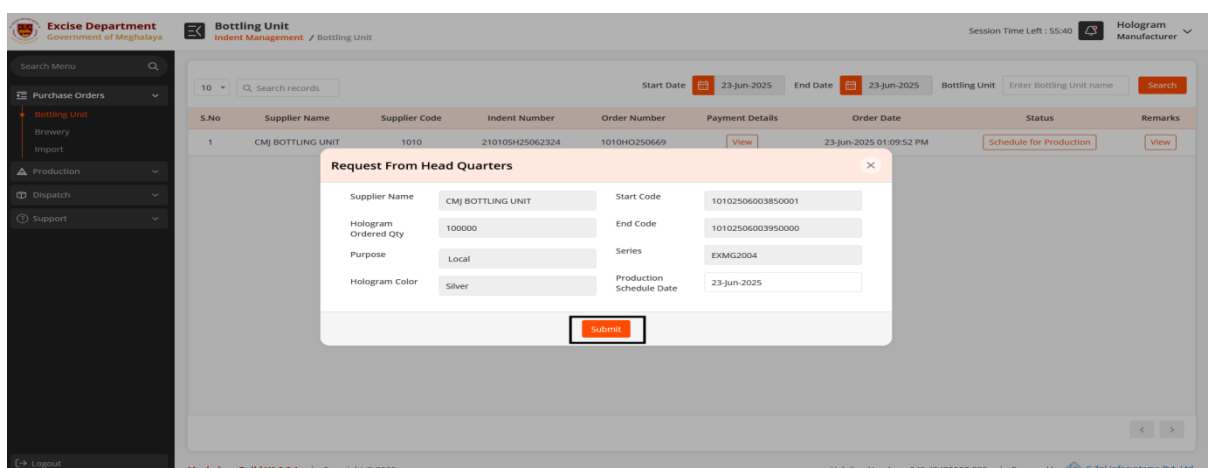 Excise Department
Government of Meghalaya
Bottling Unit
Indent Management / Bottling Unit
Session Time Left : 55:40
Hologram
Manufacturer
Search Menu
Purchase Orders
Bottling Unit
Brewery
Import
Production
Dispatch
Support
Logout
10
Search records
Start Date 23-Jun-2025 End Date 23-Jun-2025 Bottling Unit Enter Bottling Unit name Search
S.No Supplier Name Supplier Code Indent Number Order Number Payment Details Order Date Status Remarks
1 CMJ BOTTLING UNIT 1010 210105H25062324 1010HO250669 View 23-Jun-2025 01:09:52 PM Schedule for Production View
Request From Head Quarters
Supplier Name CMJ BOTTLING UNIT Start Code 10102506003850001
Hologram
Ordered Qty 100000 End Code 10102506003950000
Purpose Local Series EXMG2004
Hologram Color Silver Production
Schedule Date 23-Jun-2025
Submit